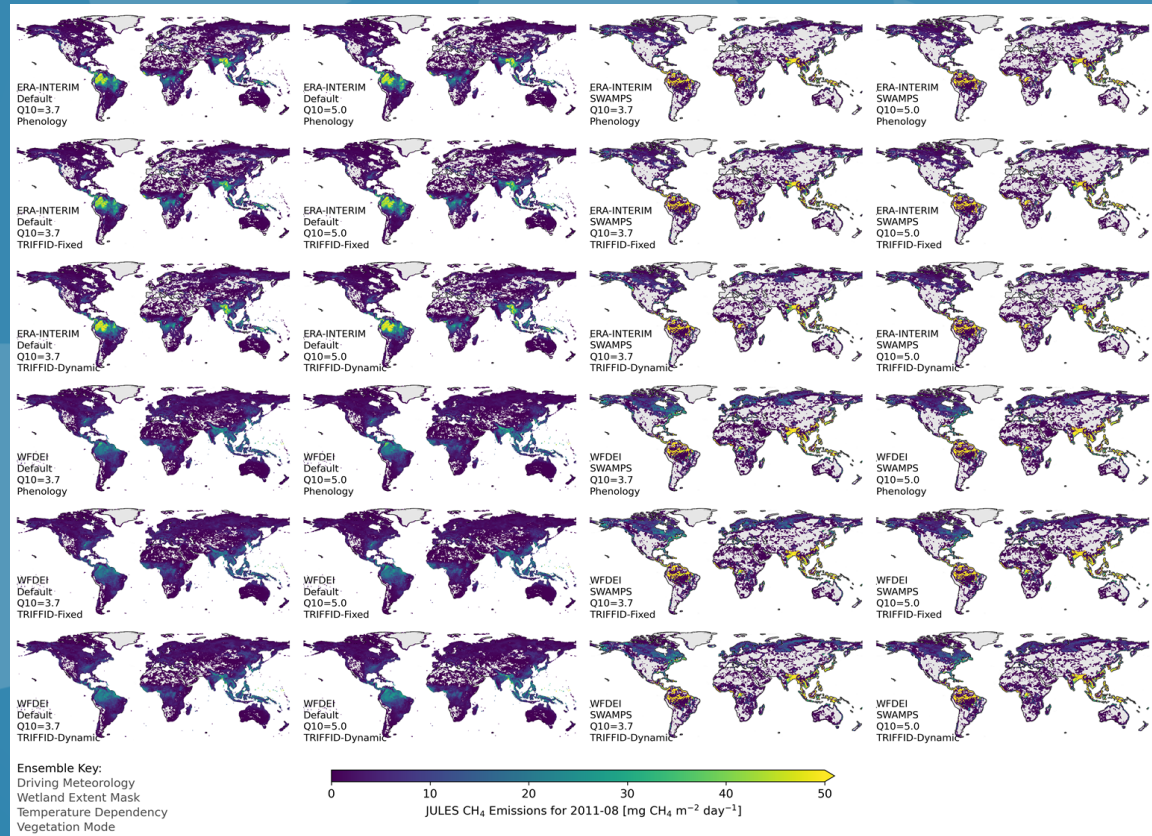 ERA-INTERIM
Default
Q10=3.7
Phenology
ERA-INTERIM
Default
Q10=5.0
Phenology
ERA-INTERIM
SWAMPS
Q10=3.7
Phenology
ERA-INTERIM
SWAMPS
Q10=5.0
Phenology
ERA-INTERIM
Default
Q10=3.7
TRIFFID-Fixed
ERA-INTERIM
Default
Q10=5.0
TRIFFID-Fixed
ERA-INTERIM
SWAMPS
Q10=3.7
TRIFFID-Fixed
ERA-INTERIM
SWAMPS
Q10=5.0
TRIFFID-Fixed
ERA-INTERIM
Default
Q10=3.7
TRIFFID-Dynamic
ERA-INTERIM
Default
Q10=5.0
TRIFFID-Dynamic
ERA-INTERIM
SWAMPS
Q10=3.7
TRIFFID-Dynamic
ERA-INTERIM
SWAMPS
Q10=5.0
TRIFFID-Dynamic
WFDEI
Default
Q10=3.7
Phenology
WFDEI
Default
Q10=5.0
Phenology
WFDEI
SWAMPS
Q10=3.7
Phenology
WFDEI
SWAMPS
Q10=5.0
Phenology
WFDEI
Default
Q10=3.7
TRIFFID-Fixed
WFDEI
Default
Q10=5.0
TRIFFID-Fixed
WFDEI
SWAMPS
Q10=3.7
TRIFFID-Fixed
WFDEI
SWAMPS
Q10=5.0
TRIFFID-Fixed
WFDEI
Default
Q10=3.7
TRIFFID-Dynamic
WFDEI
Default
Q10=5.0
TRIFFID-Dynamic
WFDEI
SWAMPS
Q10=3.7
TRIFFID-Dynamic
WFDEI
SWAMPS
Q10=5.0
TRIFFID-Dynamic
Ensemble Key:
Driving Meteorology
Wetland Extent Mask
Temperature Dependency
Vegetation Mode
0 10 20 30 40 50
JULES CH₄ Emissions for 2011-08 [mg CH₄ m⁻² day⁻¹]